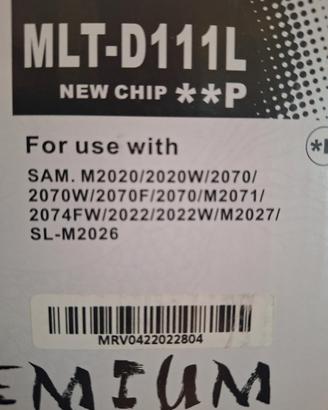 MLT-D111L
NEW CHIP **P
For use with
SAM. M2020/2020W/2070/
2070W/2070F/2070/M2071/
2074FW/2022/2022W/M2027/
SL-M2026
MRV0422022804
EMIUM